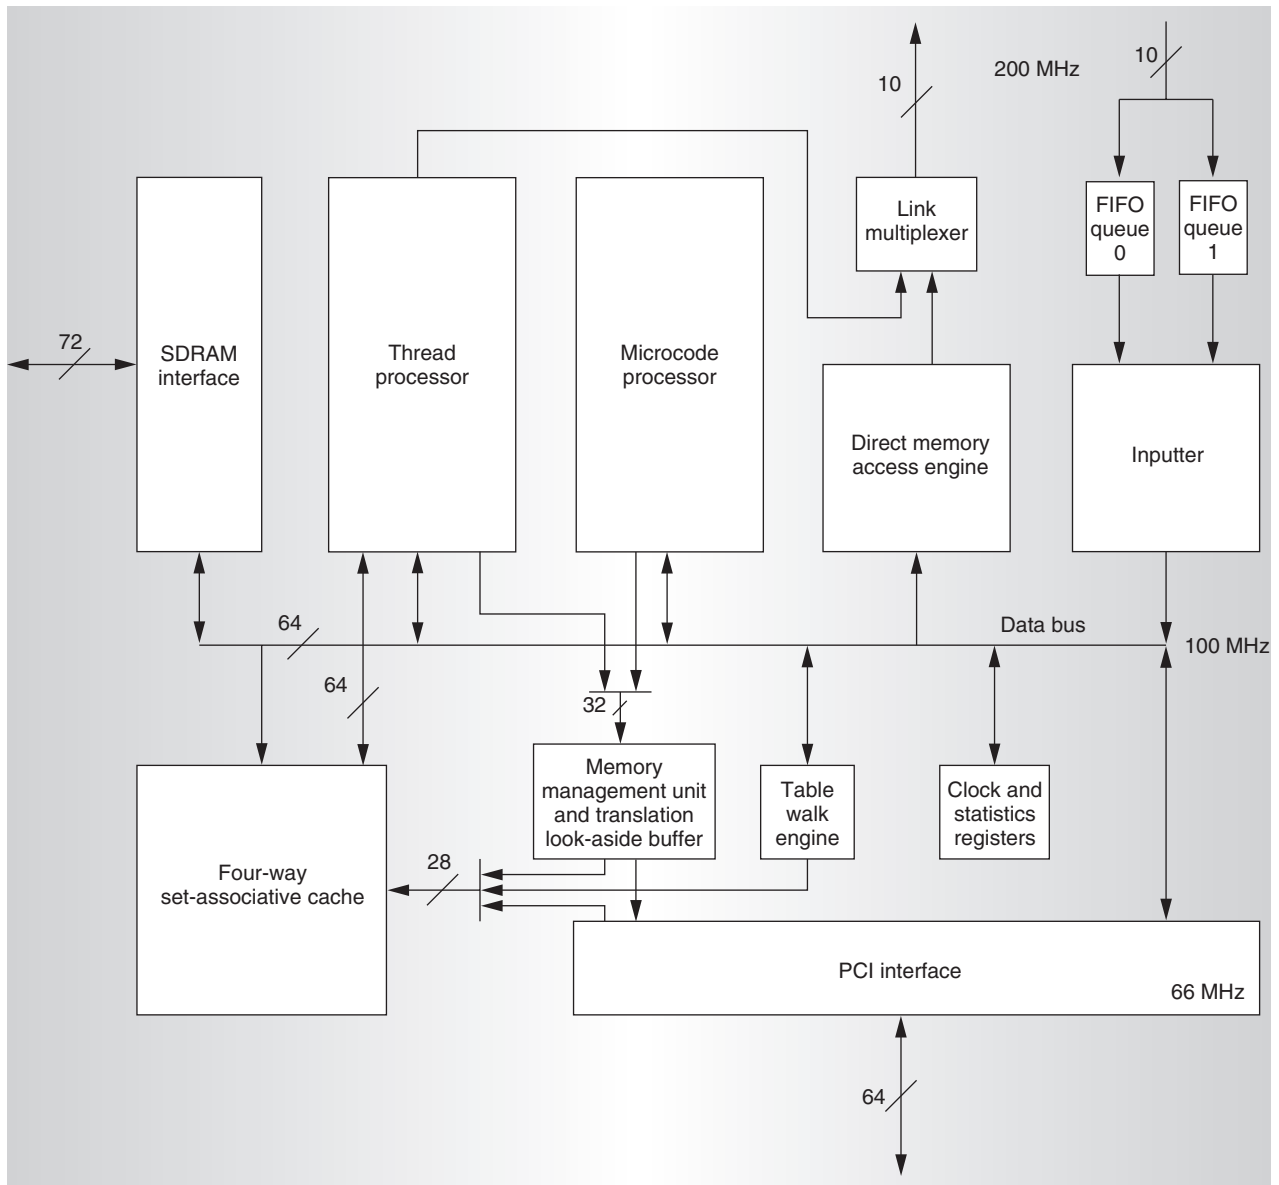 10
200 MHz
10
Link
multiplexer
FIFO
queue
0
FIFO
queue
1
72
SDRAM
interface
Thread
processor
Microcode
processor
Direct memory
access engine
Inputter
64
Data bus
100 MHz
64
32
Memory
management unit
and translation
look-aside buffer
Table
walk
engine
Clock and
statistics
registers
28
Four-way
set-associative cache
PCI interface
66 MHz
64